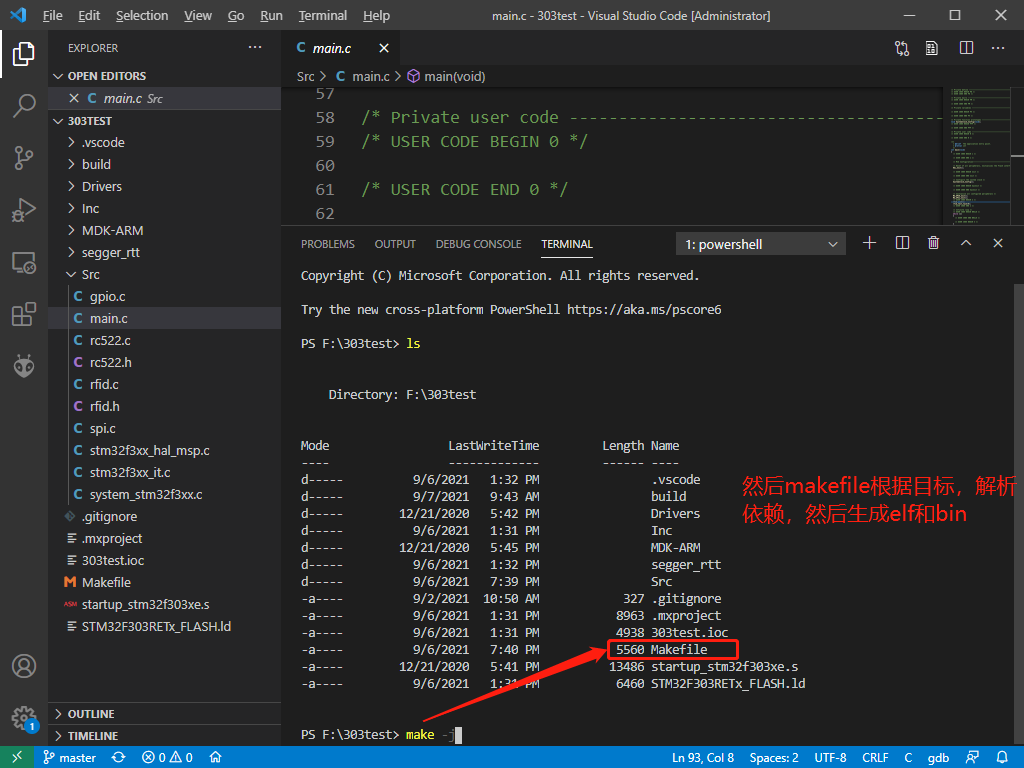 File Edit Selection View Go Run Terminal Help main.c - 303test - Visual Studio Code [Administrator]
EXPLORER
OPEN EDITORS
main.c Src
303TEST
.vscode
build
Drivers
Inc
MDK-ARM
segger_rtt
Src
gpio.c
main.c
rc522.c
rc522.h
rfid.c
rfid.h
spi.c
stm32f3xx_hal_msp.c
stm32f3xx_it.c
system_stm32f3xx.c
.gitignore
.mxproject
303test.ioc
Makefile
startup_stm32f303xe.s
STM32F303RETx_FLASH.ld
OUTLINE
TIMELINE
main.c
Src > main.c > main(void)
57
58 /* Private user code -------------------------------------
59 /* USER CODE BEGIN 0 */
60
61 /* USER CODE END 0 */
62
PROBLEMS OUTPUT DEBUG CONSOLE TERMINAL 1: powershell
Copyright (C) Microsoft Corporation. All rights reserved.
Try the new cross-platform PowerShell https://aka.ms/pscore6
PS F:\303test> ls
Directory: F:\303test
Mode LastWriteTime Length Name
---- ------------- ------ ----
d----- 9/6/2021 1:32 PM .vscode
d----- 9/7/2021 9:43 AM build
d----- 12/21/2020 5:42 PM Drivers
d----- 9/6/2021 1:31 PM Inc
d----- 12/21/2020 5:45 PM MDK-ARM
d----- 9/6/2021 1:32 PM segger_rtt
d----- 9/6/2021 7:39 PM Src
-a---- 9/2/2021 10:50 AM 327 .gitignore
-a---- 9/6/2021 1:31 PM 8963 .mxproject
-a---- 9/6/2021 1:31 PM 4938 303test.ioc
-a---- 9/6/2021 7:40 PM 5560 Makefile
-a---- 12/21/2020 5:41 PM 13486 startup_stm32f303xe.s
-a---- 9/6/2021 1:31 PM 6460 STM32F303RETx_FLASH.ld
然后makefile根据目标，解析
依赖，然后生成elf和bin
PS F:\303test> make -j
1
master 0 0 Ln 93, Col 8 Spaces: 2 UTF-8 CRLF C gdb